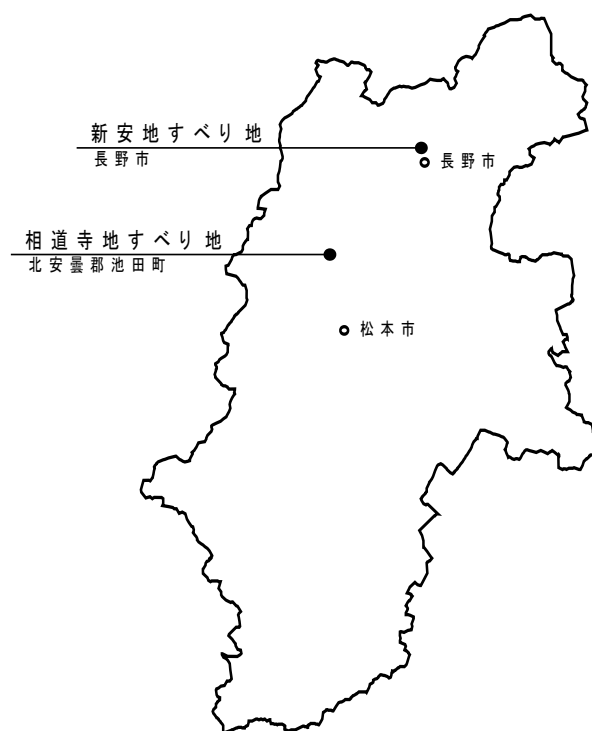 新安地すべり地
長野市
長野市
相道寺地すべり地
北安曇郡池田町
松本市